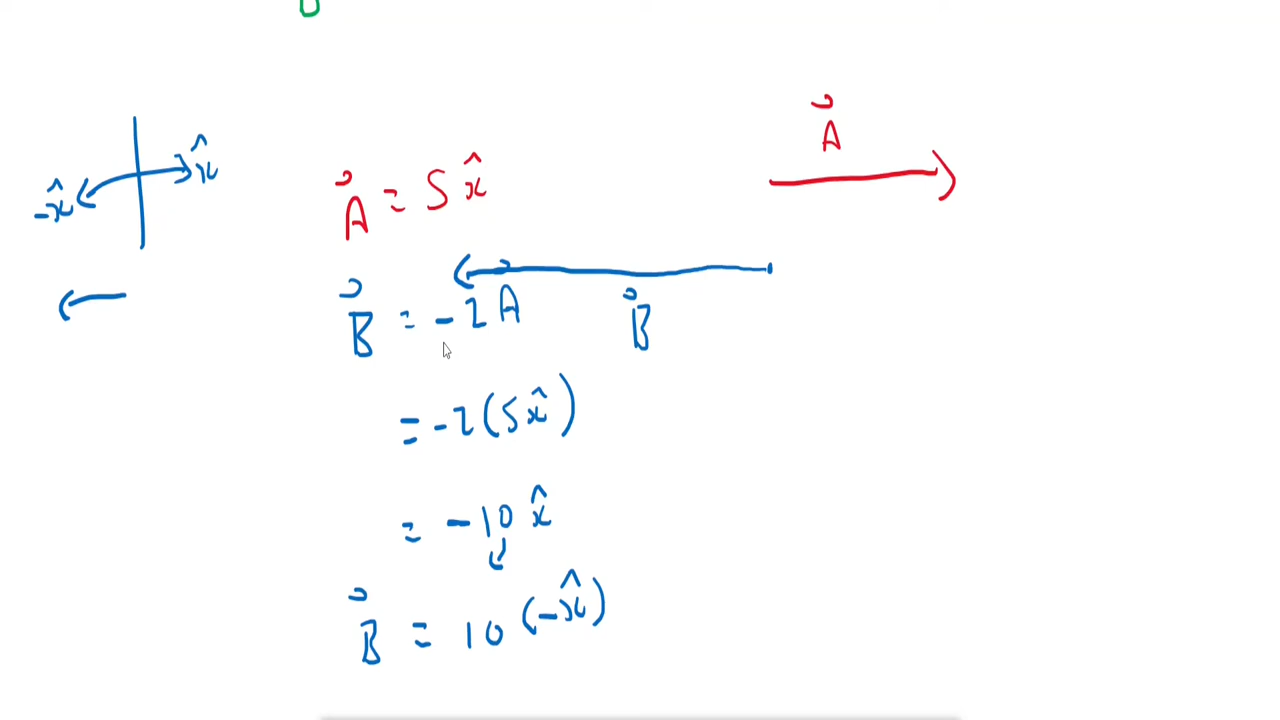 A⃗
x̂
-x̂
A⃗ = 5x̂
B⃗ = -2A⃗
B⃗
= -2(5x̂)
= -10x̂
B⃗ = 10(-x̂)